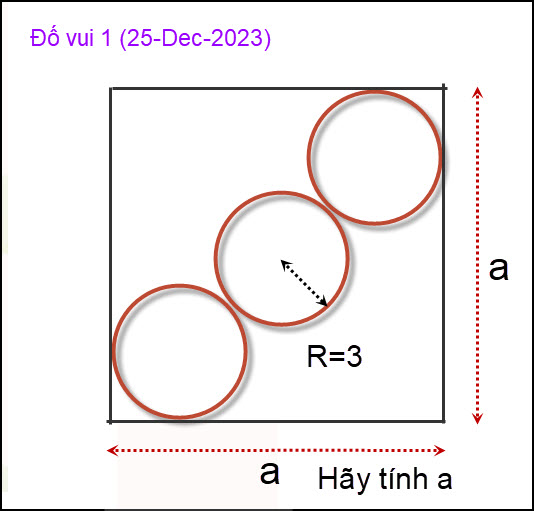 Đố vui 1 (25-Dec-2023)
a
R=3
a
Hãy tính a